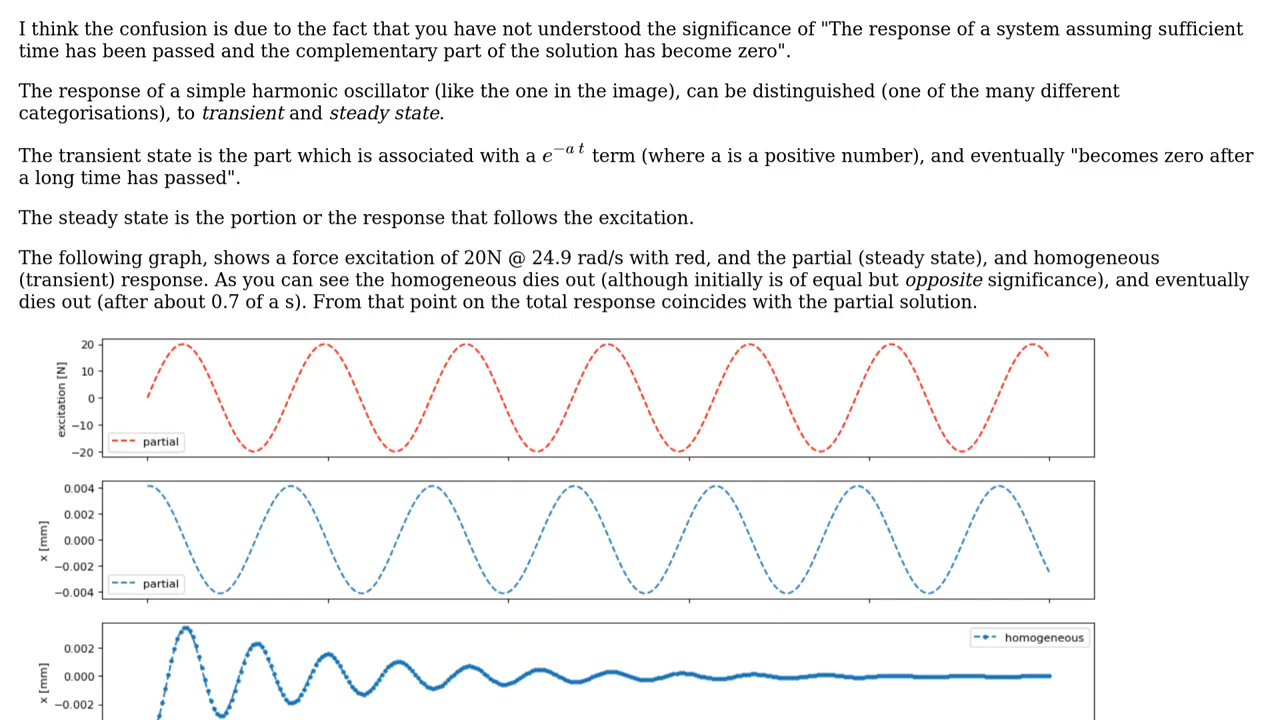 I think the confusion is due to the fact that you have not understood the significance of "The response of a system assuming sufficient
time has been passed and the complementary part of the solution has become zero".
The response of a simple harmonic oscillator (like the one in the image), can be distinguished (one of the many different
categorisations), to transient and steady state.
The transient state is the part which is associated with a e^{-a t} term (where a is a positive number), and eventually "becomes zero after
a long time has passed".
The steady state is the portion or the response that follows the excitation.
The following graph, shows a force excitation of 20N @ 24.9 rad/s with red, and the partial (steady state), and homogeneous
(transient) response. As you can see the homogeneous dies out (although initially is of equal but opposite significance), and eventually
dies out (after about 0.7 of a s). From that point on the total response coincides with the partial solution.
excitation [N]
20
10
0
−10
−20
partial
x [mm]
0.004
0.002
0.000
−0.002
−0.004
partial
x [mm]
0.002
0.000
−0.002
homogeneous